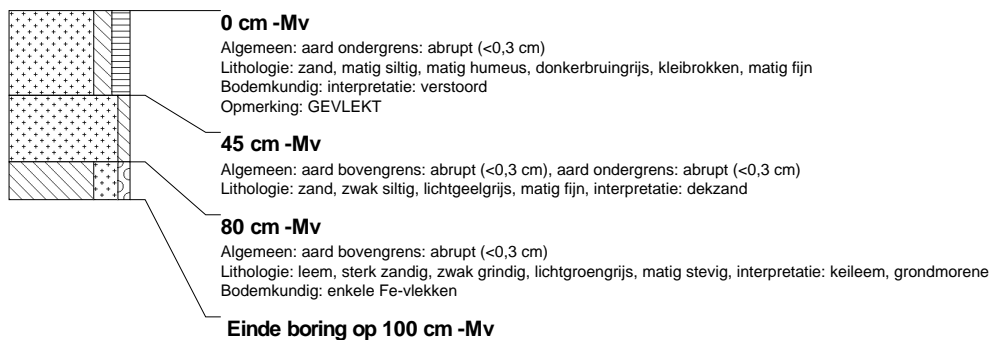 0 cm -Mv
Algemeen: aard ondergrens: abrupt (<0,3 cm)
Lithologie: zand, matig siltig, matig humeus, donkerbruingrijs, kleibrokken, matig fijn
Bodemkundig: interpretatie: verstoord
Opmerking: GEVLEKT
45 cm -Mv
Algemeen: aard bovengrens: abrupt (<0,3 cm), aard ondergrens: abrupt (<0,3 cm)
Lithologie: zand, zwak siltig, lichtgeelgrijs, matig fijn, interpretatie: dekzand
80 cm -Mv
Algemeen: aard bovengrens: abrupt (<0,3 cm)
Lithologie: leem, sterk zandig, zwak grindig, lichtgroengrijs, matig stevig, interpretatie: keileem, grondmorene
Bodemkundig: enkele Fe-vlekken
Einde boring op 100 cm -Mv